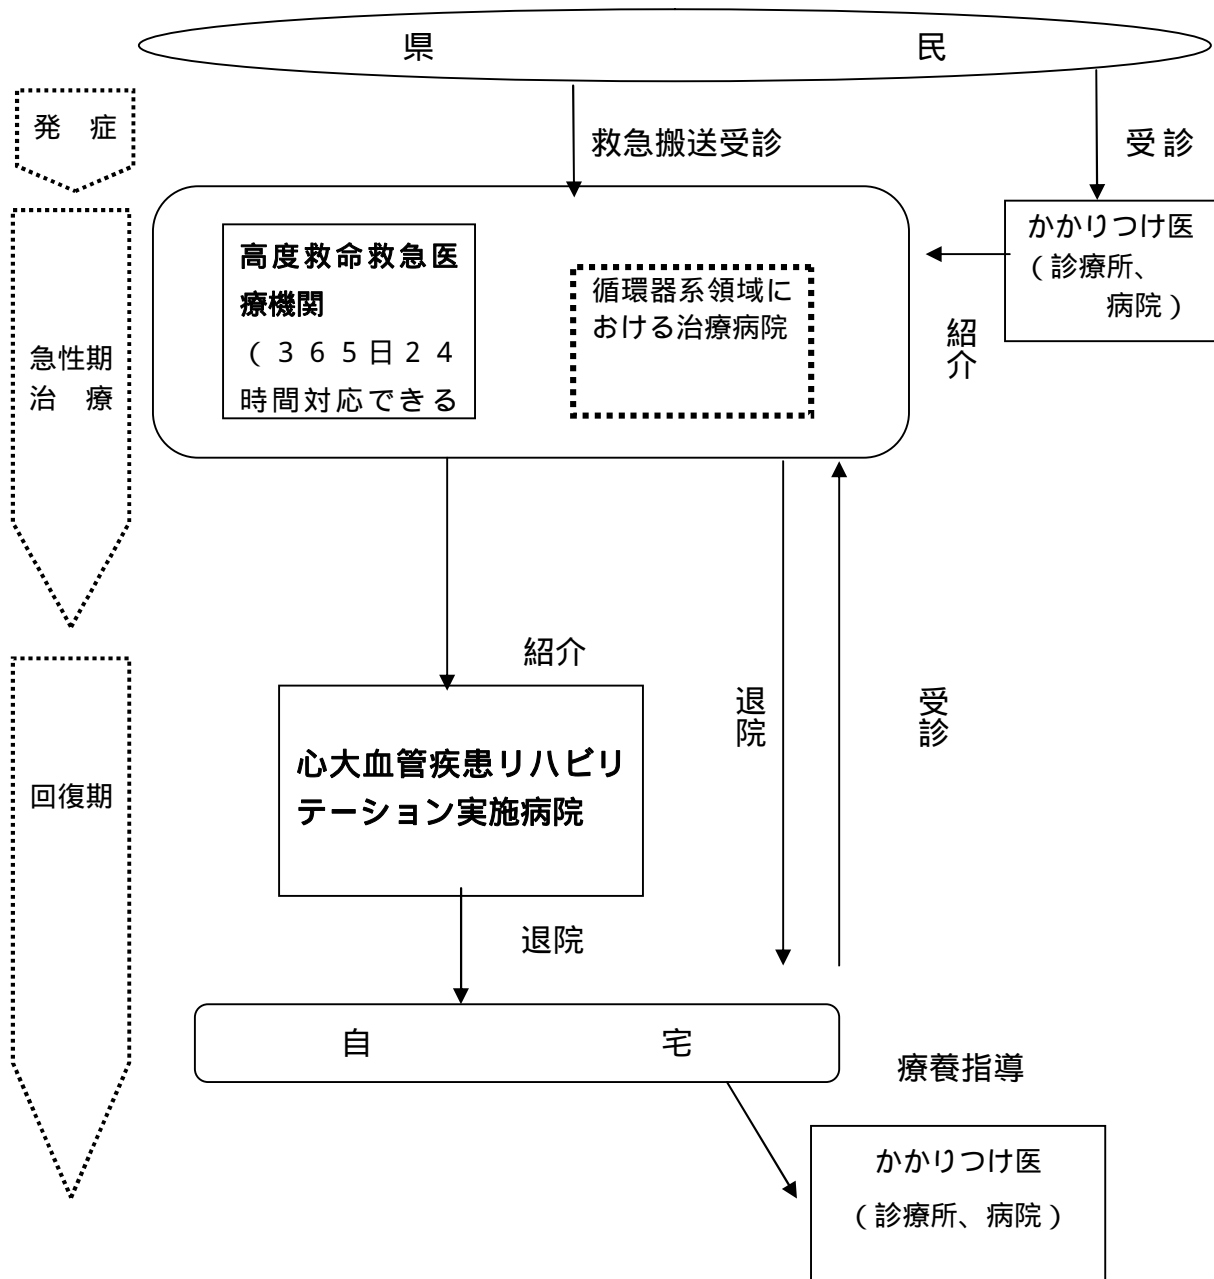 県 民
発 症
救急搬送受診
受診
かかりつけ医
（診療所、
病院）
高度救命救急医
療機関
（３６５日２４
時間対応できる
循環器系領域に
おける治療病院
紹介
急性期
治 療
紹介
退院
受診
心大血管疾患リハビリ
テーション実施病院
回復期
退院
自 宅
療養指導
かかりつけ医
（診療所、病院）